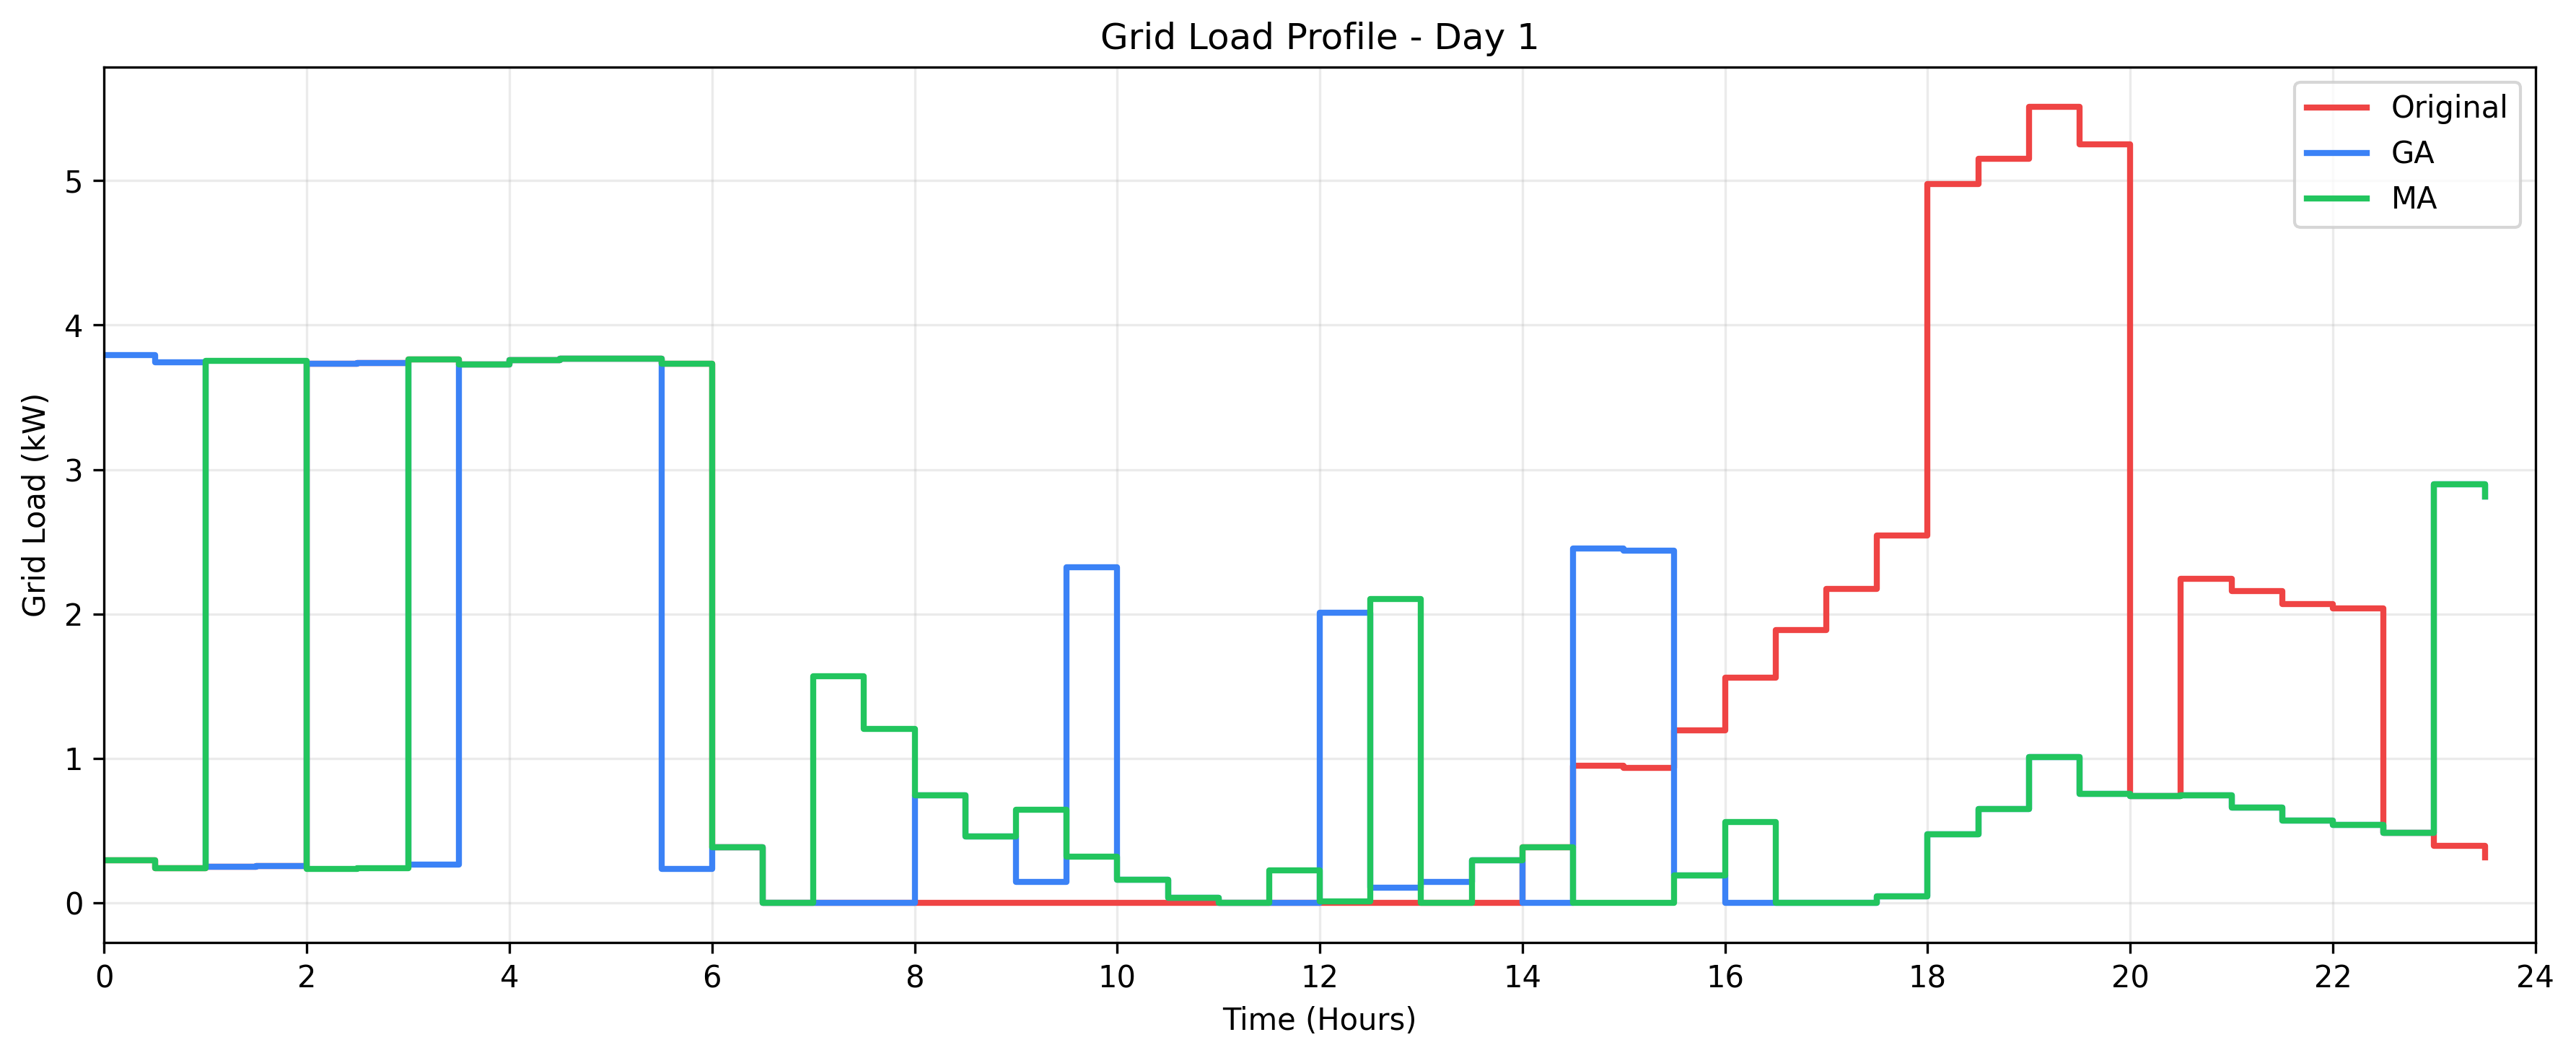 Grid Load Profile - Day 1
Original
GA
MA
5
4
3
2
1
0
Grid Load (kW)
0 2 4 6 8 10 12 14 16 18 20 22 24
Time (Hours)